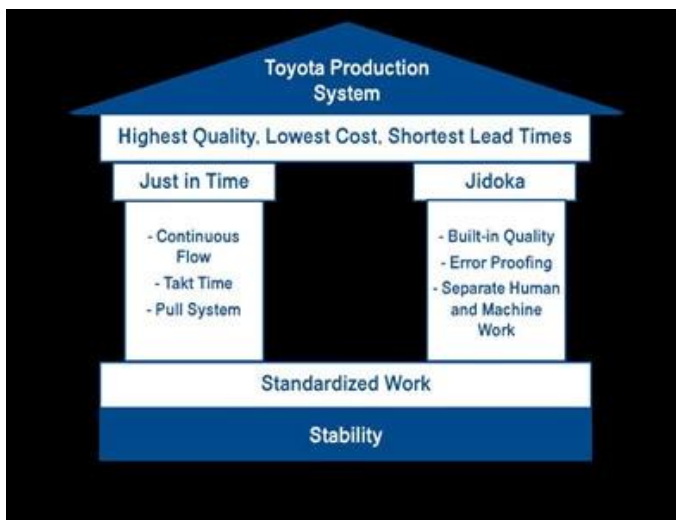 Toyota Production
System
Highest Quality, Lowest Cost, Shortest Lead Times
Just in Time
Jidoka
- Continuous
Flow
- Takt Time
- Pull System
- Built-in Quality
- Error Proofing
- Separate Human
and Machine
Work
Standardized Work
Stability